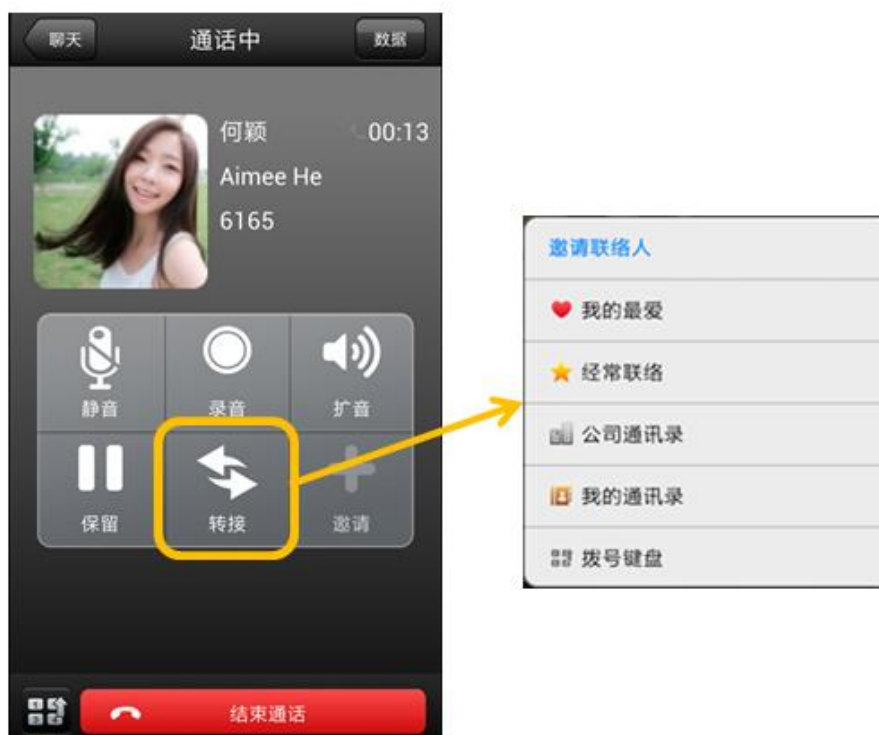 聊天
通话中
数据
何颖
00:13
Aimee He
6165
静音
录音
扩音
保留
转接
邀请
结束通话
邀请联络人
我的最爱
经常联络
公司通讯录
我的通讯录
拨号键盘